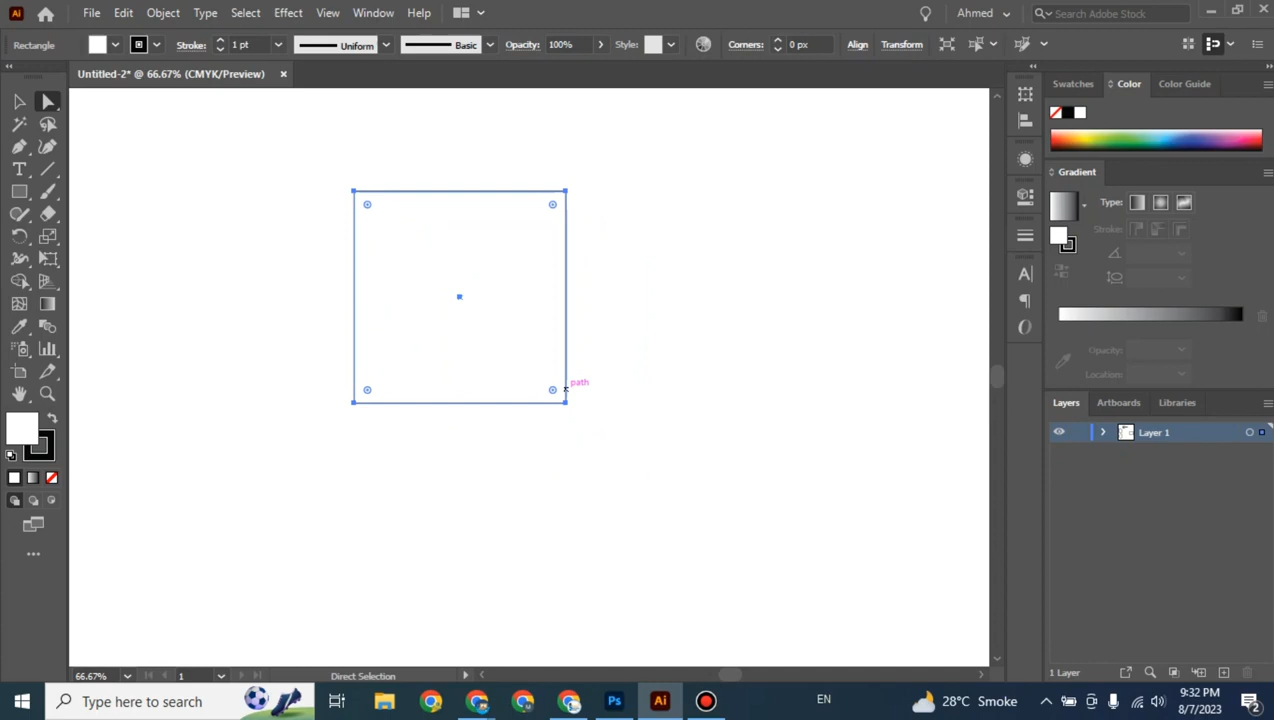 Ai File Edit Object Type Select Effect View Window Help Ahmed Search Adobe Stock
Rectangle Stroke: 1 pt Uniform Basic Opacity: 100% Style: Corners: 0 px Align Transform
Untitled-2* @ 66.67% (CMYK/Preview)
Swatches Color Color Guide
Gradient
Type:
Stroke:
path
Opacity:
Location:
Layers Artboards Libraries
Layer 1
66.67% 1 Direct Selection
1 Layer
Type here to search
Ps Ai
EN
28°C Smoke
9:32 PM
8/7/2023
2